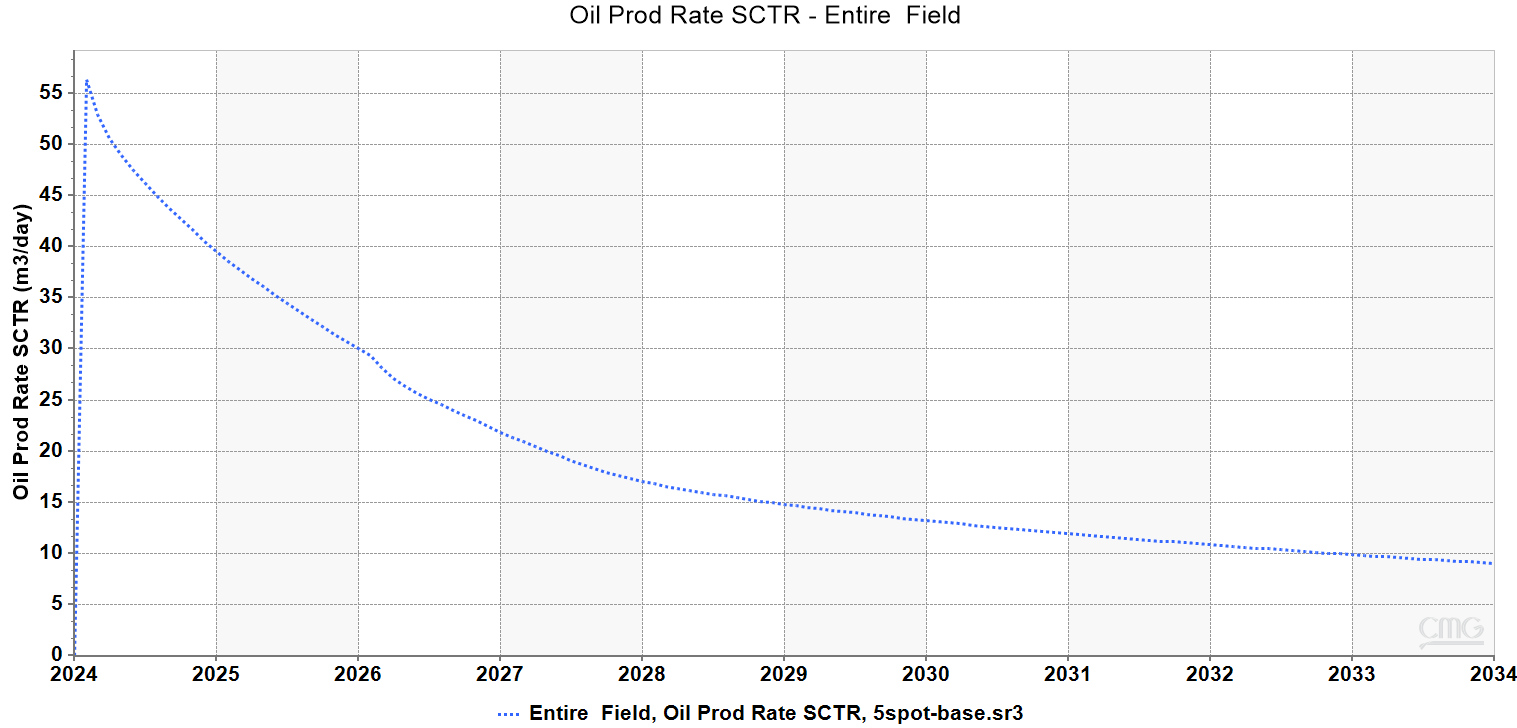 Oil Prod Rate SCTR - Entire  Field
Oil Prod Rate SCTR (m3/day)
55
50
45
40
35
30
25
20
15
10
5
0
2024 2025 2026 2027 2028 2029 2030 2031 2032 2033 2034
CMG
Entire  Field, Oil Prod Rate SCTR, 5spot-base.sr3